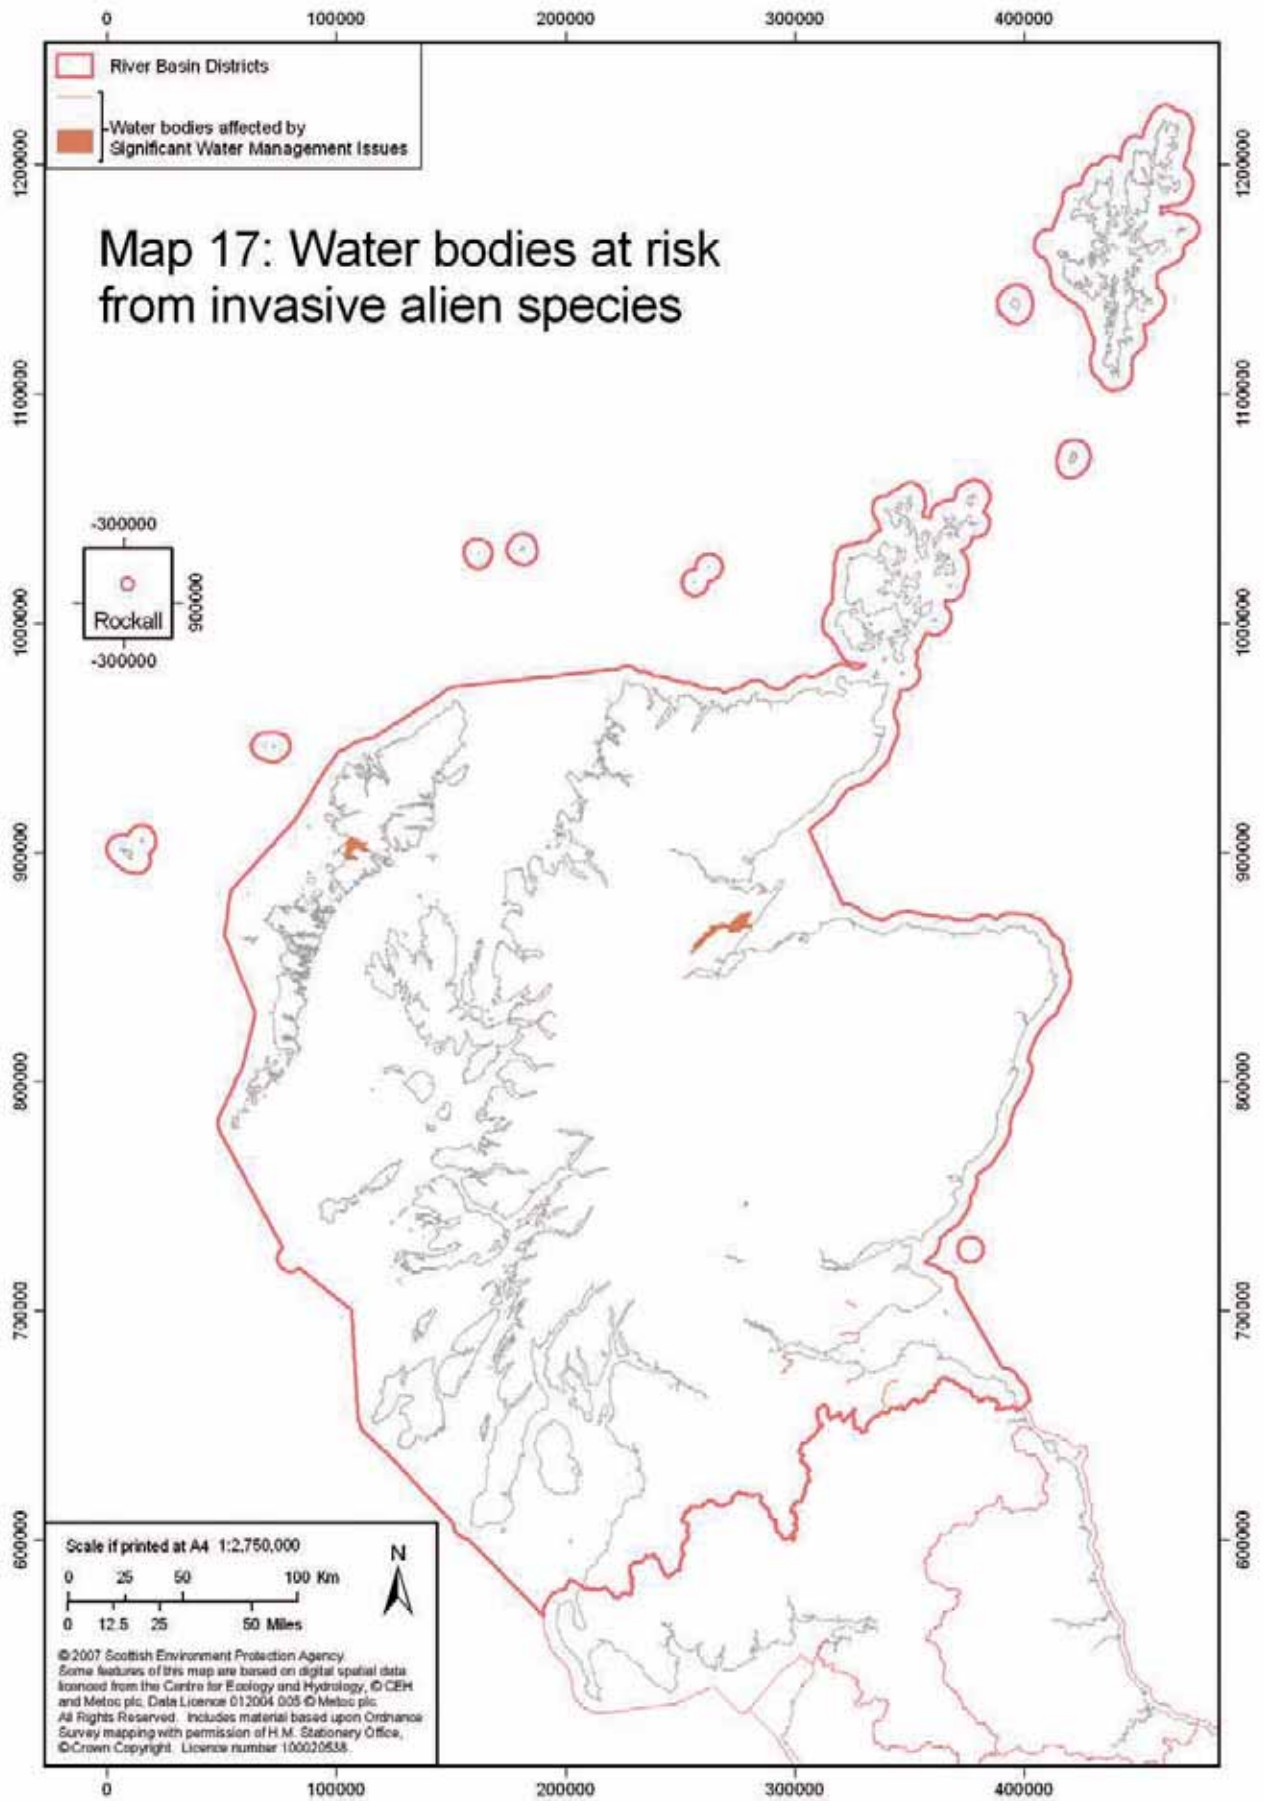 0 100000 200000 300000 400000
River Basin Districts
Water bodies affected by
Significant Water Management Issues
1200000 1200000
Map 17: Water bodies at risk
from invasive alien species
1100000 1100000
-300000
Rockall
900000
-300000
1000000 1000000
900000 900000
800000 800000
700000 700000
600000 600000
Scale if printed at A4 1:2,750,000
0 25 50 100 Km
0 12.5 25 50 Miles
N
© 2007 Scottish Environment Protection Agency.
Some features of this map are based on digital spatial data
licenced from the Centre for Ecology and Hydrology, © CEH
and Metoc plc, Data Licence 012004.005 © Metoc plc.
All Rights Reserved. Includes material based upon Ordnance
Survey mapping with permission of H.M. Stationery Office,
© Crown Copyright. Licence number 100020538.
0 100000 200000 300000 400000